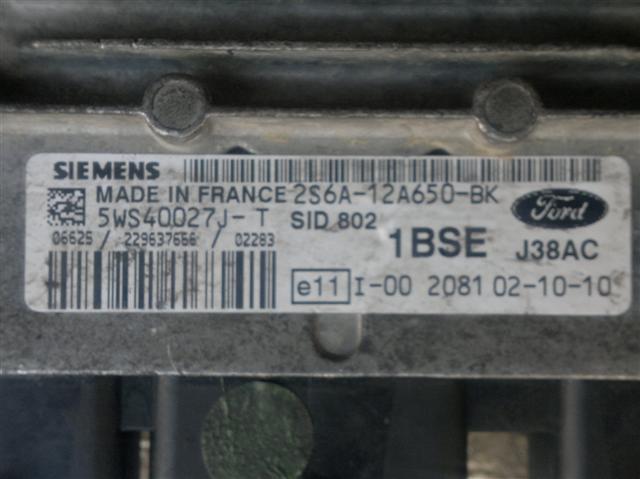 SIEMENS
MADE IN FRANCE 2S6A-12A650-BK
5WS40027J-T SID 802
Ford
06625 / 229637656 / 02283
1BSE J38AC
e11 I-00 2081 02-10-10